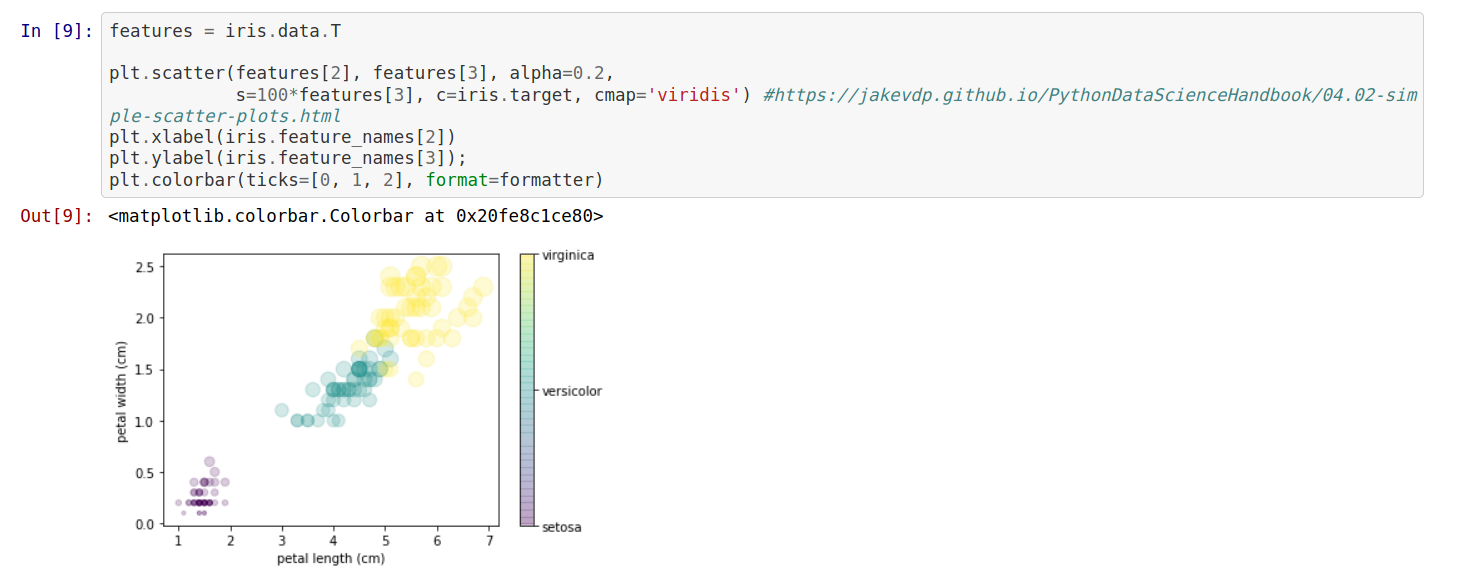 In [9]: features = iris.data.T
plt.scatter(features[2], features[3], alpha=0.2,
s=100*features[3], c=iris.target, cmap='viridis') #https://jakevdp.github.io/PythonDataScienceHandbook/04.02-sim
ple-scatter-plots.html
plt.xlabel(iris.feature_names[2])
plt.ylabel(iris.feature_names[3]);
plt.colorbar(ticks=[0, 1, 2], format=formatter)
Out[9]: <matplotlib.colorbar.Colorbar at 0x20fe8c1ce80>
petal width (cm)
2.5
2.0
1.5
1.0
0.5
0.0
1 2 3 4 5 6 7
petal length (cm)
virginica
versicolor
setosa